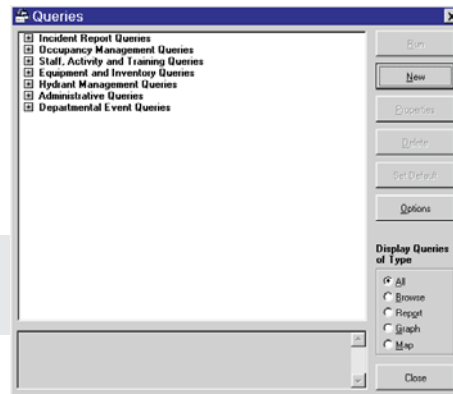 Queries
Incident Report Queries
Occupancy Management Queries
Staff, Activity and Training Queries
Equipment and Inventory Queries
Hydrant Management Queries
Administrative Queries
Departmental Event Queries
Run
New
Properties
Delete
Set Default
Options
Display Queries
of Type
All
Browse
Report
Graph
Map
Close